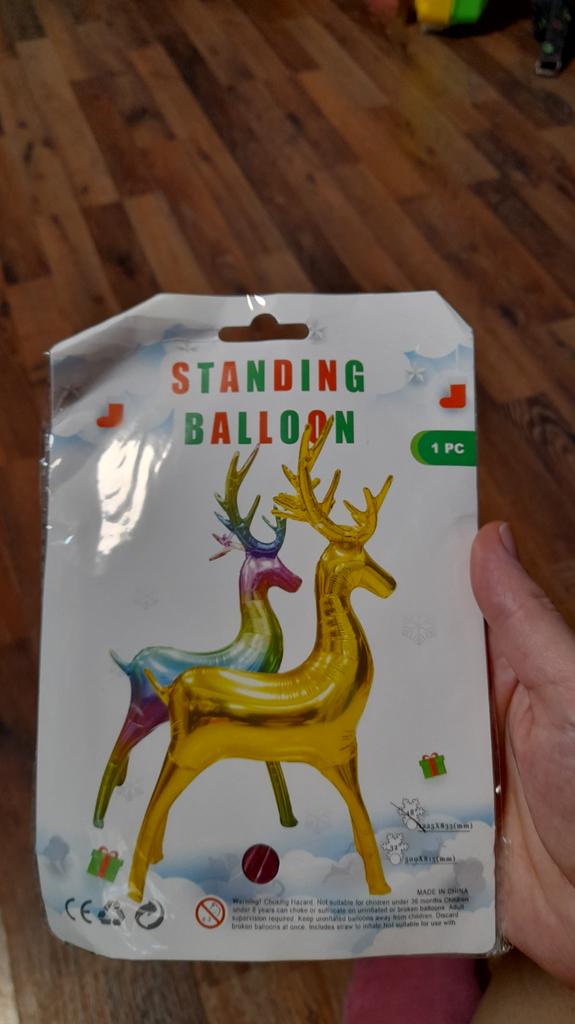 STANDING
BALLOON
1 PC
MADE IN CHINA
Warning! Choking Hazard. Not suitable for children under 36 months Children
under 8 years can choke or suffocate on uninflated or broken balloons. Adult
supervision required. Keep uninflated balloons away from children. Discard
broken balloons at once. Includes straw to inflate Not suitable for use with
CE